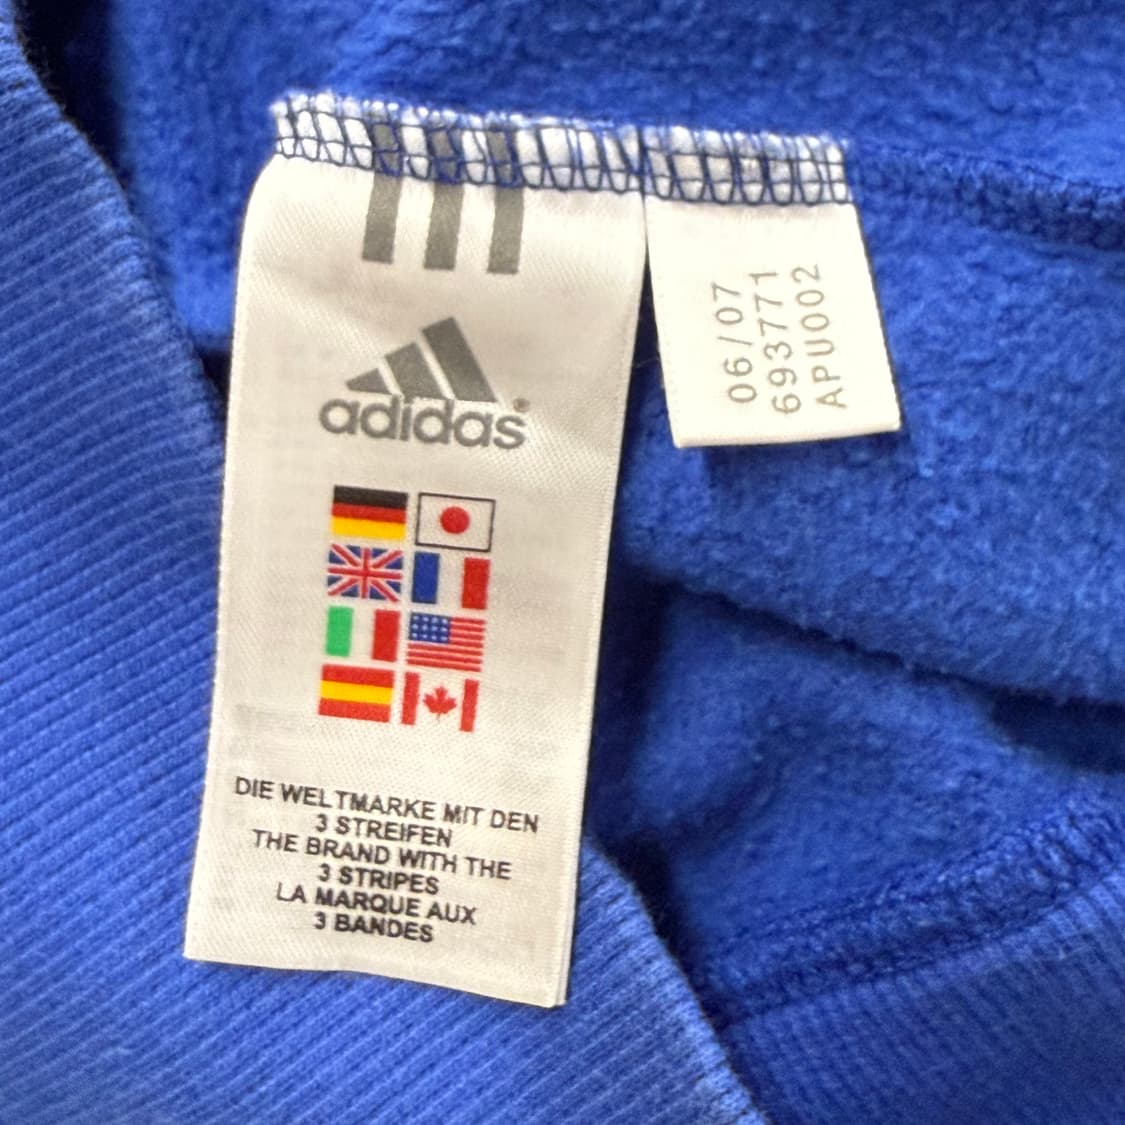 adidas®
DIE WELTMARKE MIT DEN
3 STREIFEN
THE BRAND WITH THE
3 STRIPES
LA MARQUE AUX
3 BANDES
06/07
693771
APU002